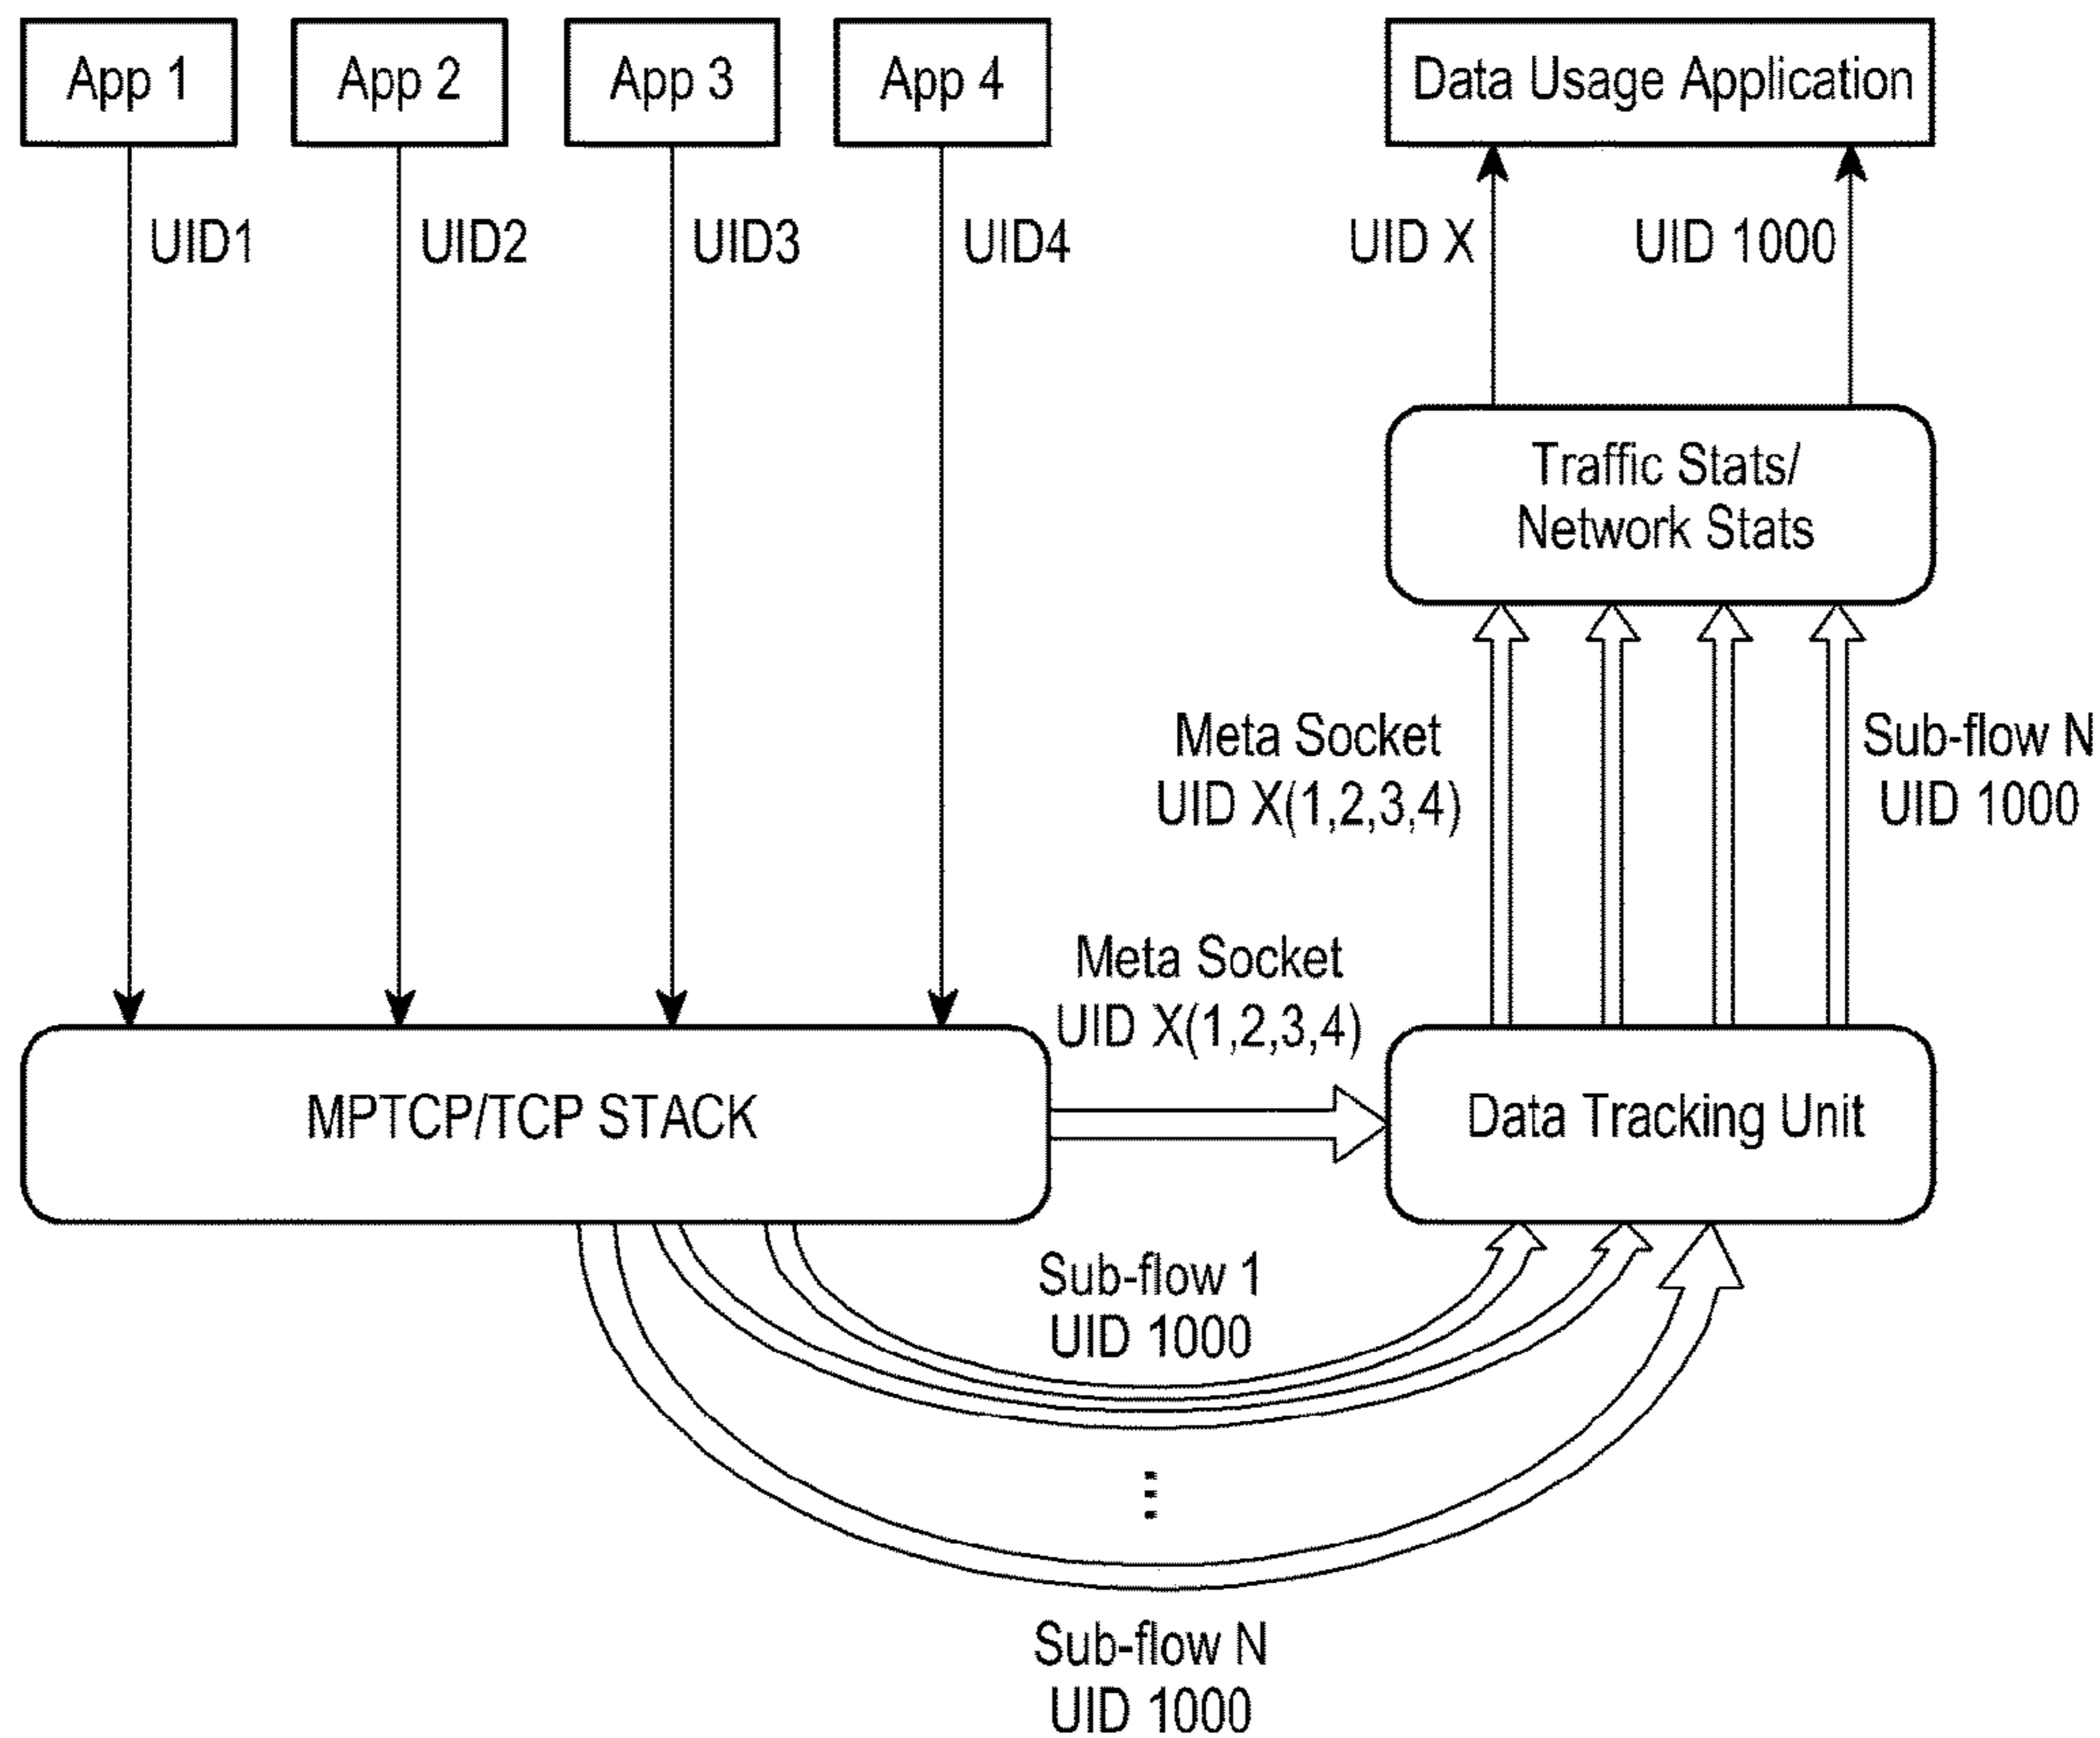 App 1
App 2
App 3
App 4
Data Usage Application
UID1
UID2
UID3
UID4
UID X
UID 1000
Traffic Stats/
Network Stats
Meta Socket
UID X(1,2,3,4)
Sub-flow N
UID 1000
Meta Socket
UID X(1,2,3,4)
MPTCP/TCP STACK
Data Tracking Unit
Sub-flow 1
UID 1000
Sub-flow N
UID 1000